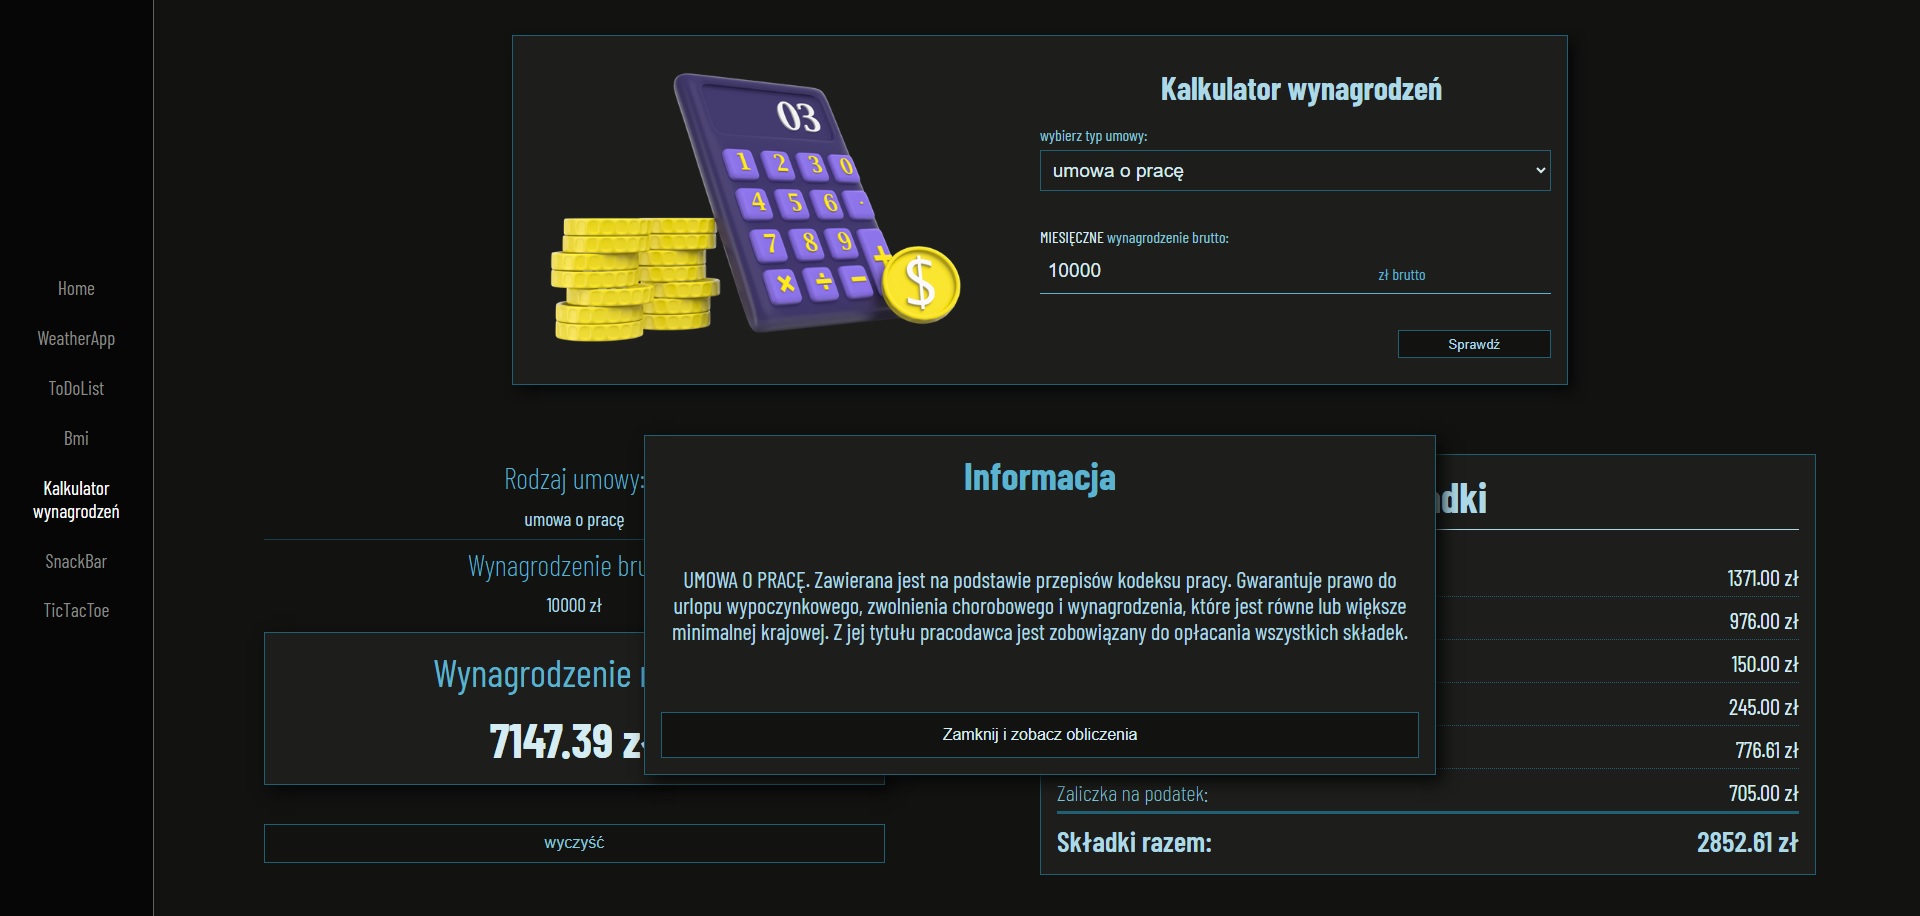 Home
WeatherApp
ToDoList
Bmi
Kalkulator
wynagrodzeń
SnackBar
TicTacToe
03
1 2 3 0
4 5 6 ·
7 8 9 +
× ÷ −
$
Kalkulator wynagrodzeń
wybierz typ umowy:
umowa o pracę
MIESIĘCZNE wynagrodzenie brutto:
10000 zł brutto
Sprawdź
Rodzaj umowy:
umowa o pracę
Wynagrodzenie
10000 zł
Wynagrodzenie
7147.39 zł
wyczyść
Informacja
UMOWA O PRACĘ. Zawierana jest na podstawie przepisów kodeksu pracy. Gwarantuje prawo do
urlopu wypoczynkowego, zwolnienia chorobowego i wynagrodzenia, które jest równe lub większe
minimalnej krajowej. Z jej tytułu pracodawca jest zobowiązany do opłacania wszystkich składek.
Zamknij i zobacz obliczenia
1371.00 zł
976.00 zł
150.00 zł
245.00 zł
776.61 zł
Zaliczka na podatek: 705.00 zł
Składki razem: 2852.61 zł